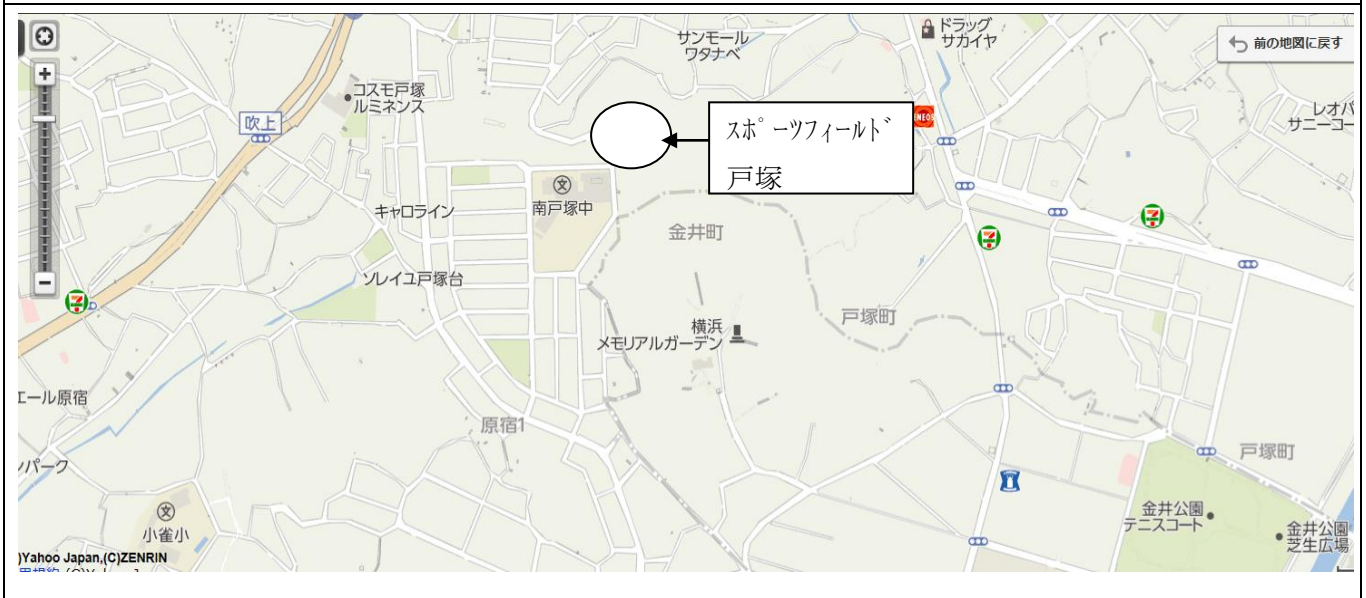 サンモール
ワタナベ
ドラッグ
サカイヤ
前の地図に戻す
コスモ戸塚
ルミネンス
吹上
ENEOS
レオパ
サニーコー
スポーツフィールド
戸塚
文
南戸塚中
キャロライン
金井町
ソレイユ戸塚台
戸塚町
横浜
メモリアルガーデン
エール原宿
原宿1
戸塚町
ンパーク
文
小雀小
金井公園
テニスコート
金井公園
芝生広場
)Yahoo Japan,(C)ZENRIN